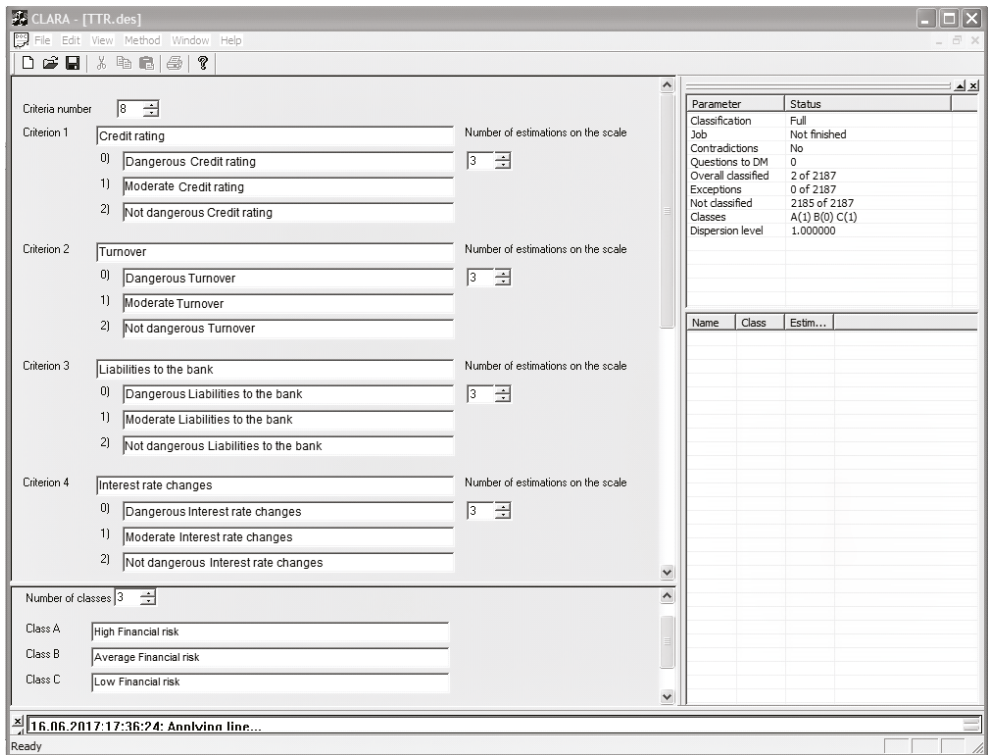 CLARA - [TTR.des]
File Edit View Method Window Help
Criteria number 8
Criterion 1 Credit rating Number of estimations on the scale
0) Dangerous Credit rating 3
1) Moderate Credit rating
2) Not dangerous Credit rating
Criterion 2 Turnover Number of estimations on the scale
0) Dangerous Turnover 3
1) Moderate Turnover
2) Not dangerous Turnover
Criterion 3 Liabilities to the bank Number of estimations on the scale
0) Dangerous Liabilities to the bank 3
1) Moderate Liabilities to the bank
2) Not dangerous Liabilities to the bank
Criterion 4 Interest rate changes Number of estimations on the scale
0) Dangerous Interest rate changes 3
1) Moderate Interest rate changes
2) Not dangerous Interest rate changes
Number of classes 3
Class A High Financial risk
Class B Average Financial risk
Class C Low Financial risk
Parameter Status
Classification Full
Job Not finished
Contradictions No
Questions to DM 0
Overall classified 2 of 2187
Exceptions 0 of 2187
Not classified 2185 of 2187
Classes A(1) B(0) C(1)
Dispersion level 1.000000
Name Class Estim...
16.06.2017:17:36:24: Applying line...
Ready